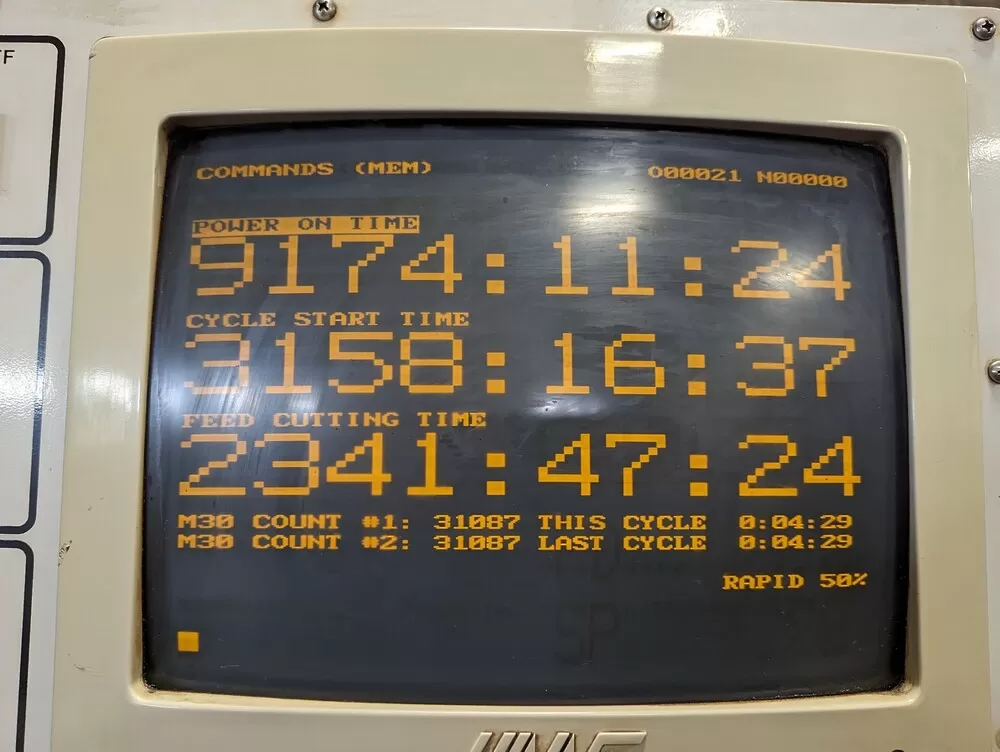 COMMANDS (MEM) O00021 N00000
POWER ON TIME
9174:11:24
CYCLE START TIME
3158:16:37
FEED CUTTING TIME
2341:47:24
M30 COUNT #1: 31087 THIS CYCLE 0:04:29
M30 COUNT #2: 31087 LAST CYCLE 0:04:29
RAPID 50%